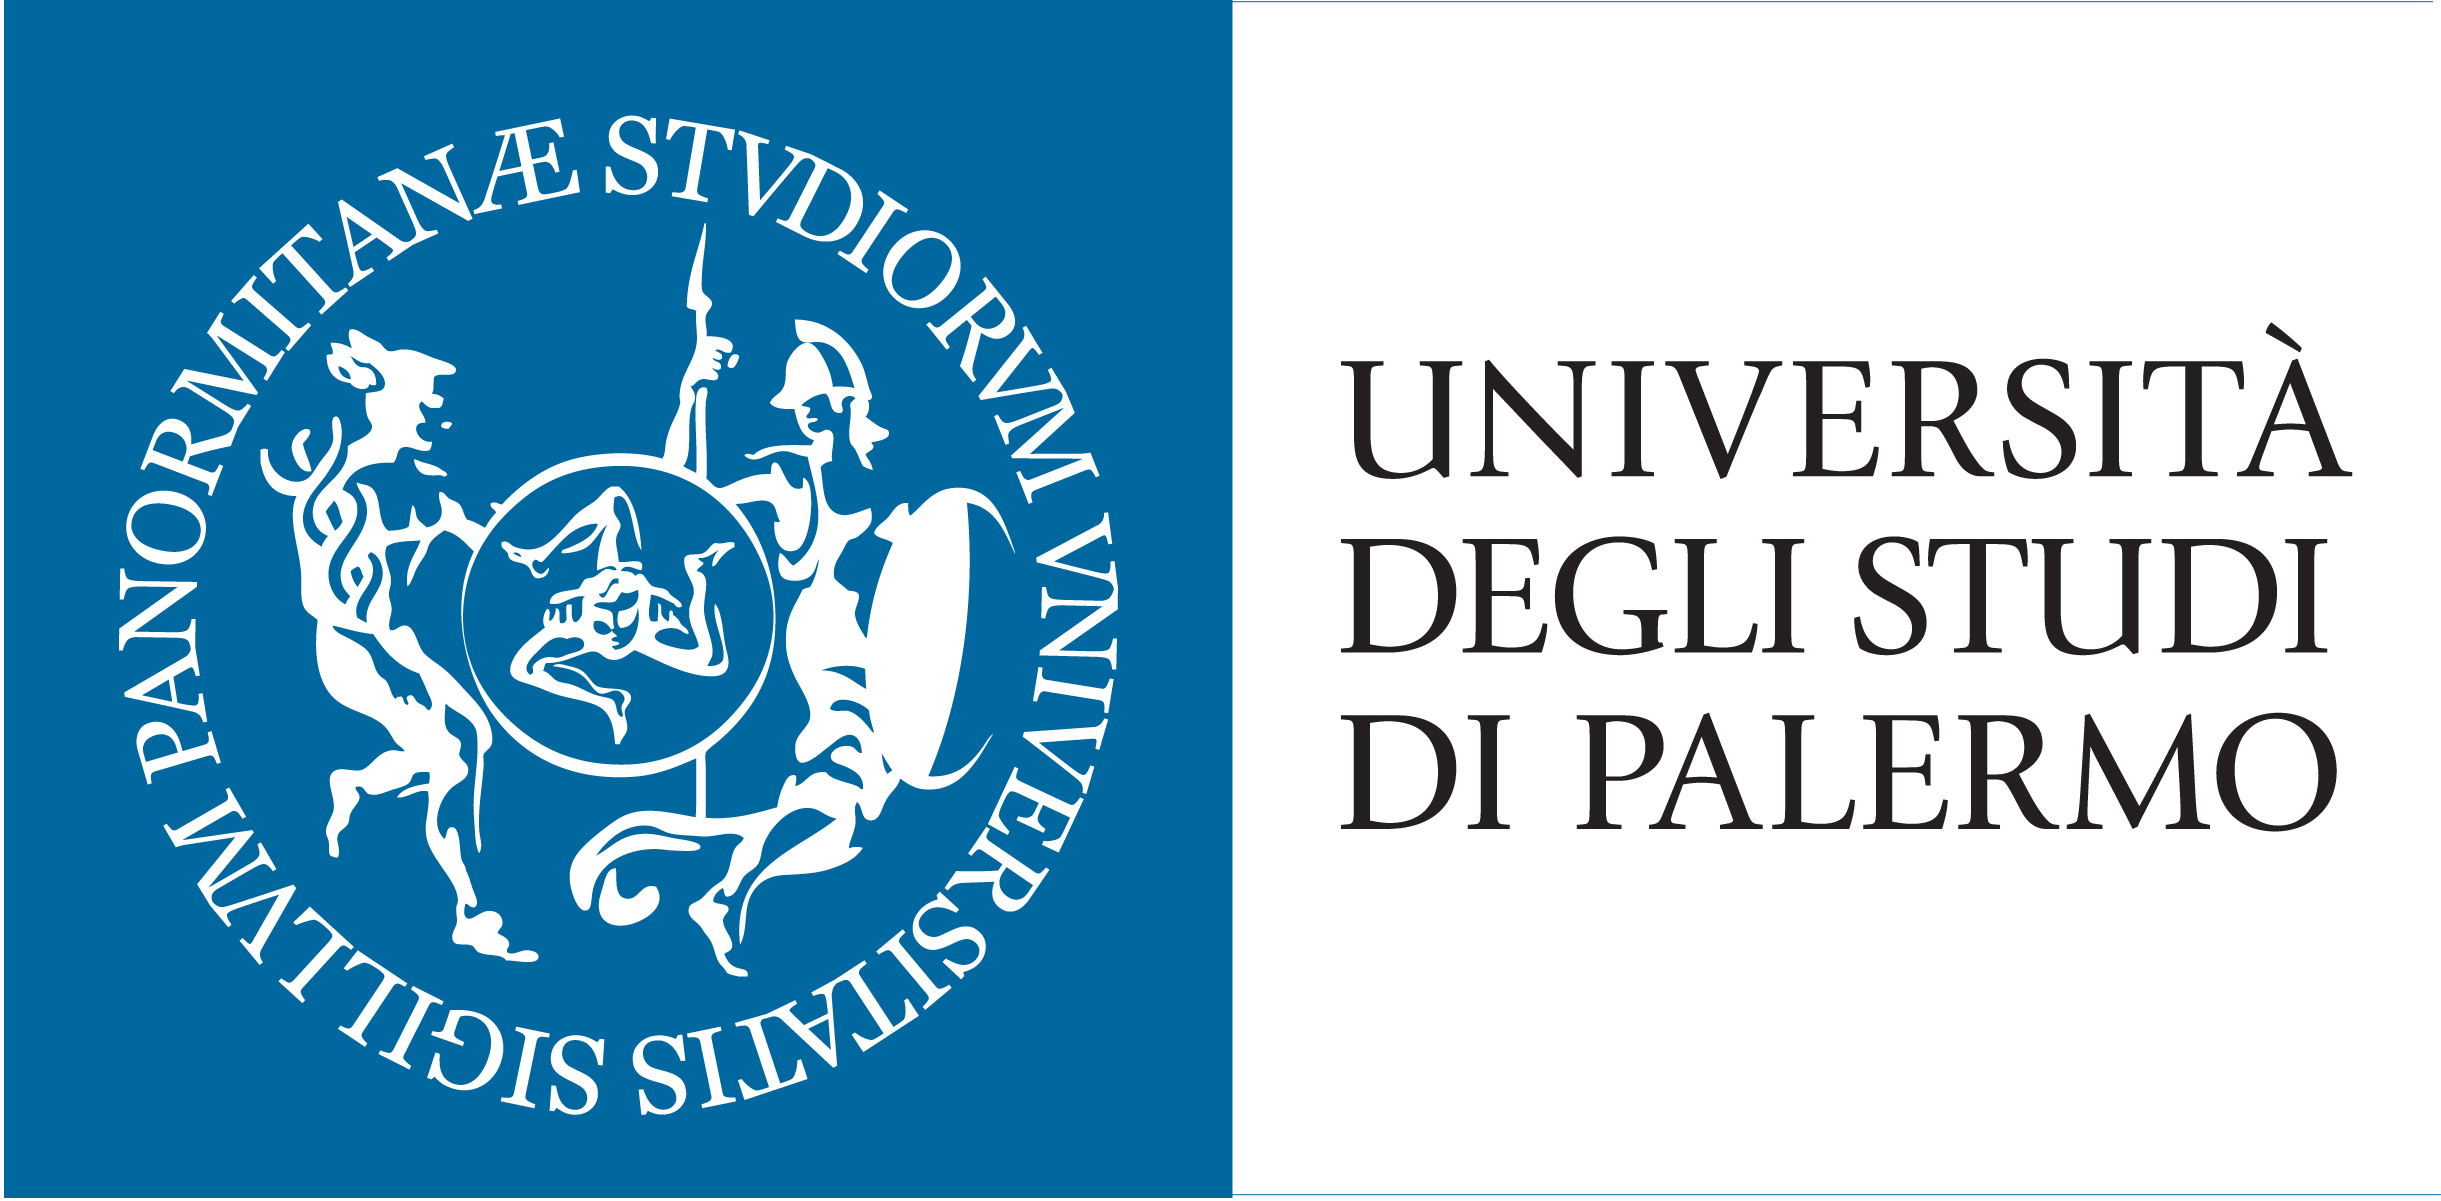 SIGILLVM PANORMITANÆ STVDIORVM VNIVERSITATIS
UNIVERSITÀ
DEGLI STUDI
DI PALERMO